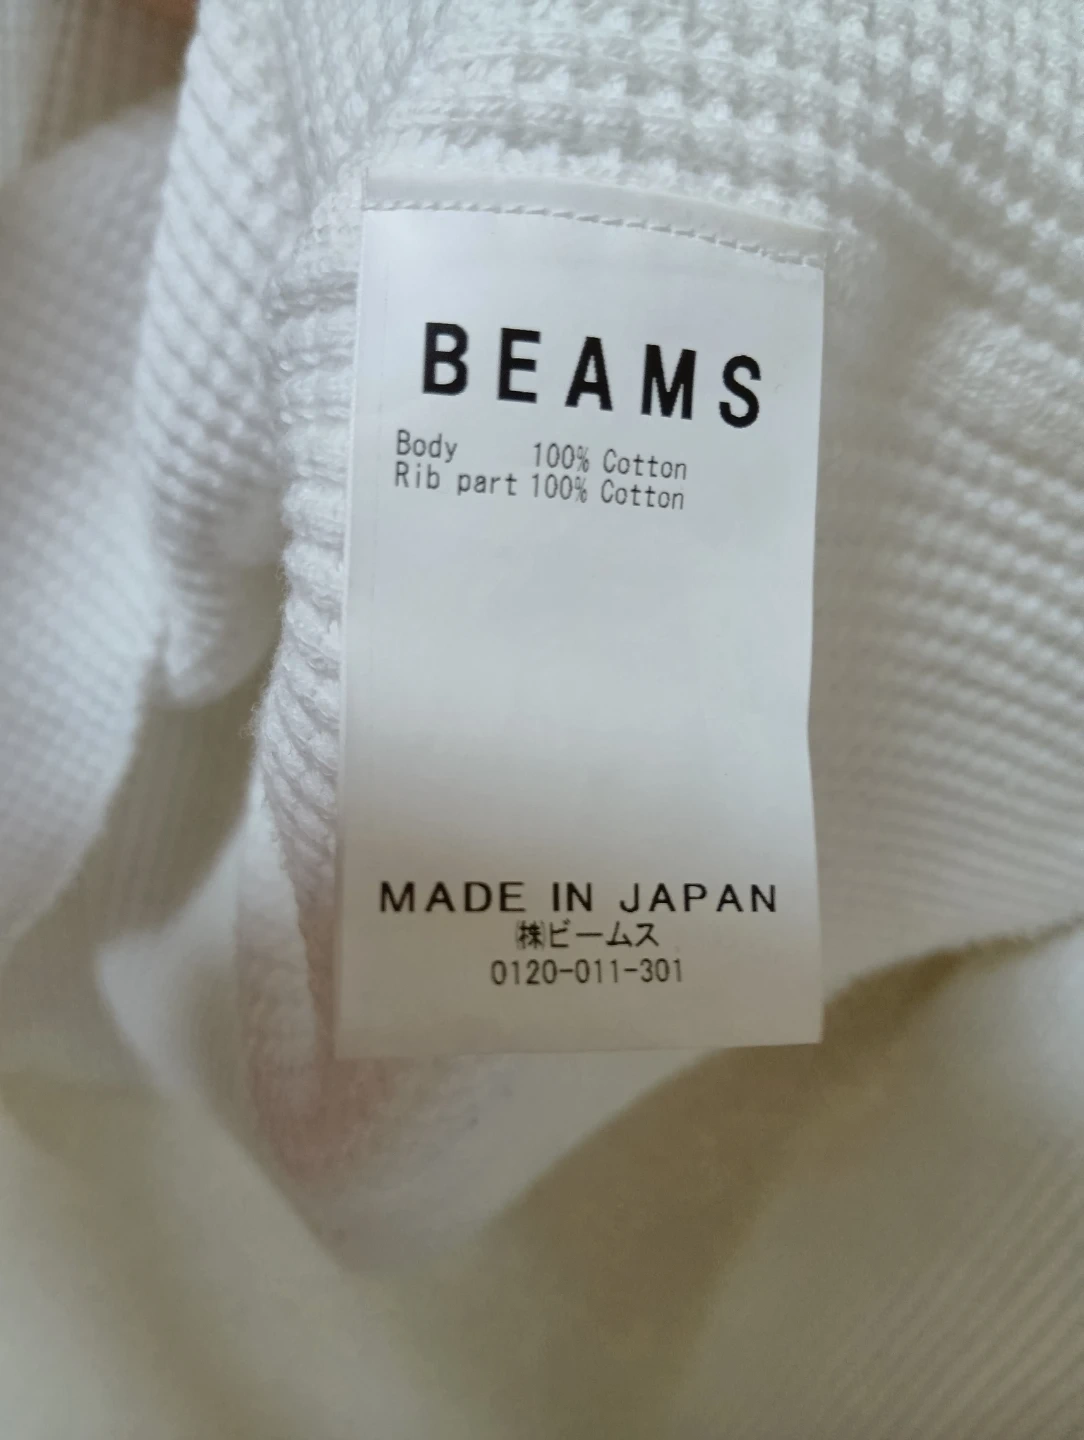 BEAMS
Body 100% Cotton
Rib part 100% Cotton
MADE IN JAPAN
㈱ビームス
0120-011-301